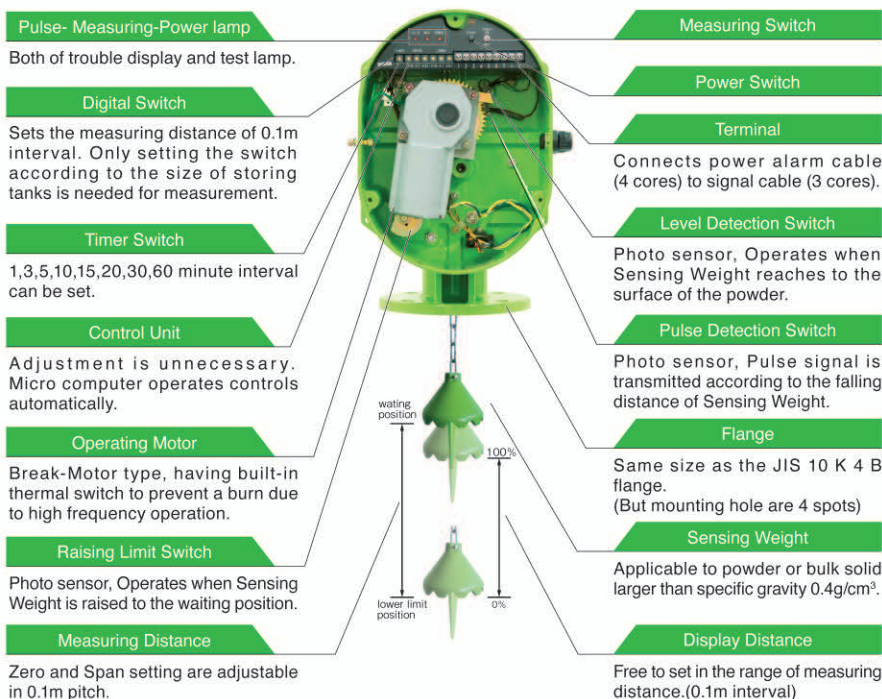 Pulse- Measuring-Power lamp
Both of trouble display and test lamp.
Digital Switch
Sets the measuring distance of 0.1m
interval. Only setting the switch
according to the size of storing
tanks is needed for measurement.
Timer Switch
1,3,5,10,15,20,30,60 minute interval
can be set.
Control Unit
Adjustment is unnecessary.
Micro computer operates controls
automatically.
Operating Motor
Break-Motor type, having built-in
thermal switch to prevent a burn due
to high frequency operation.
Raising Limit Switch
Photo sensor, Operates when Sensing
Weight is raised to the waiting position.
Measuring Distance
Zero and Span setting are adjustable
in 0.1m pitch.
wating
position
100%
lower limit
position
0%
Measuring Switch
Power Switch
Terminal
Connects power alarm cable
(4 cores) to signal cable (3 cores).
Level Detection Switch
Photo sensor, Operates when
Sensing Weight reaches to the
surface of the powder.
Pulse Detection Switch
Photo sensor, Pulse signal is
transmitted according to the falling
distance of Sensing Weight.
Flange
Same size as the JIS 10 K 4 B
flange.
(But mounting hole are 4 spots)
Sensing Weight
Applicable to powder or bulk solid
larger than specific gravity 0.4g/cm³.
Display Distance
Free to set in the range of measuring
distance.(0.1m interval)